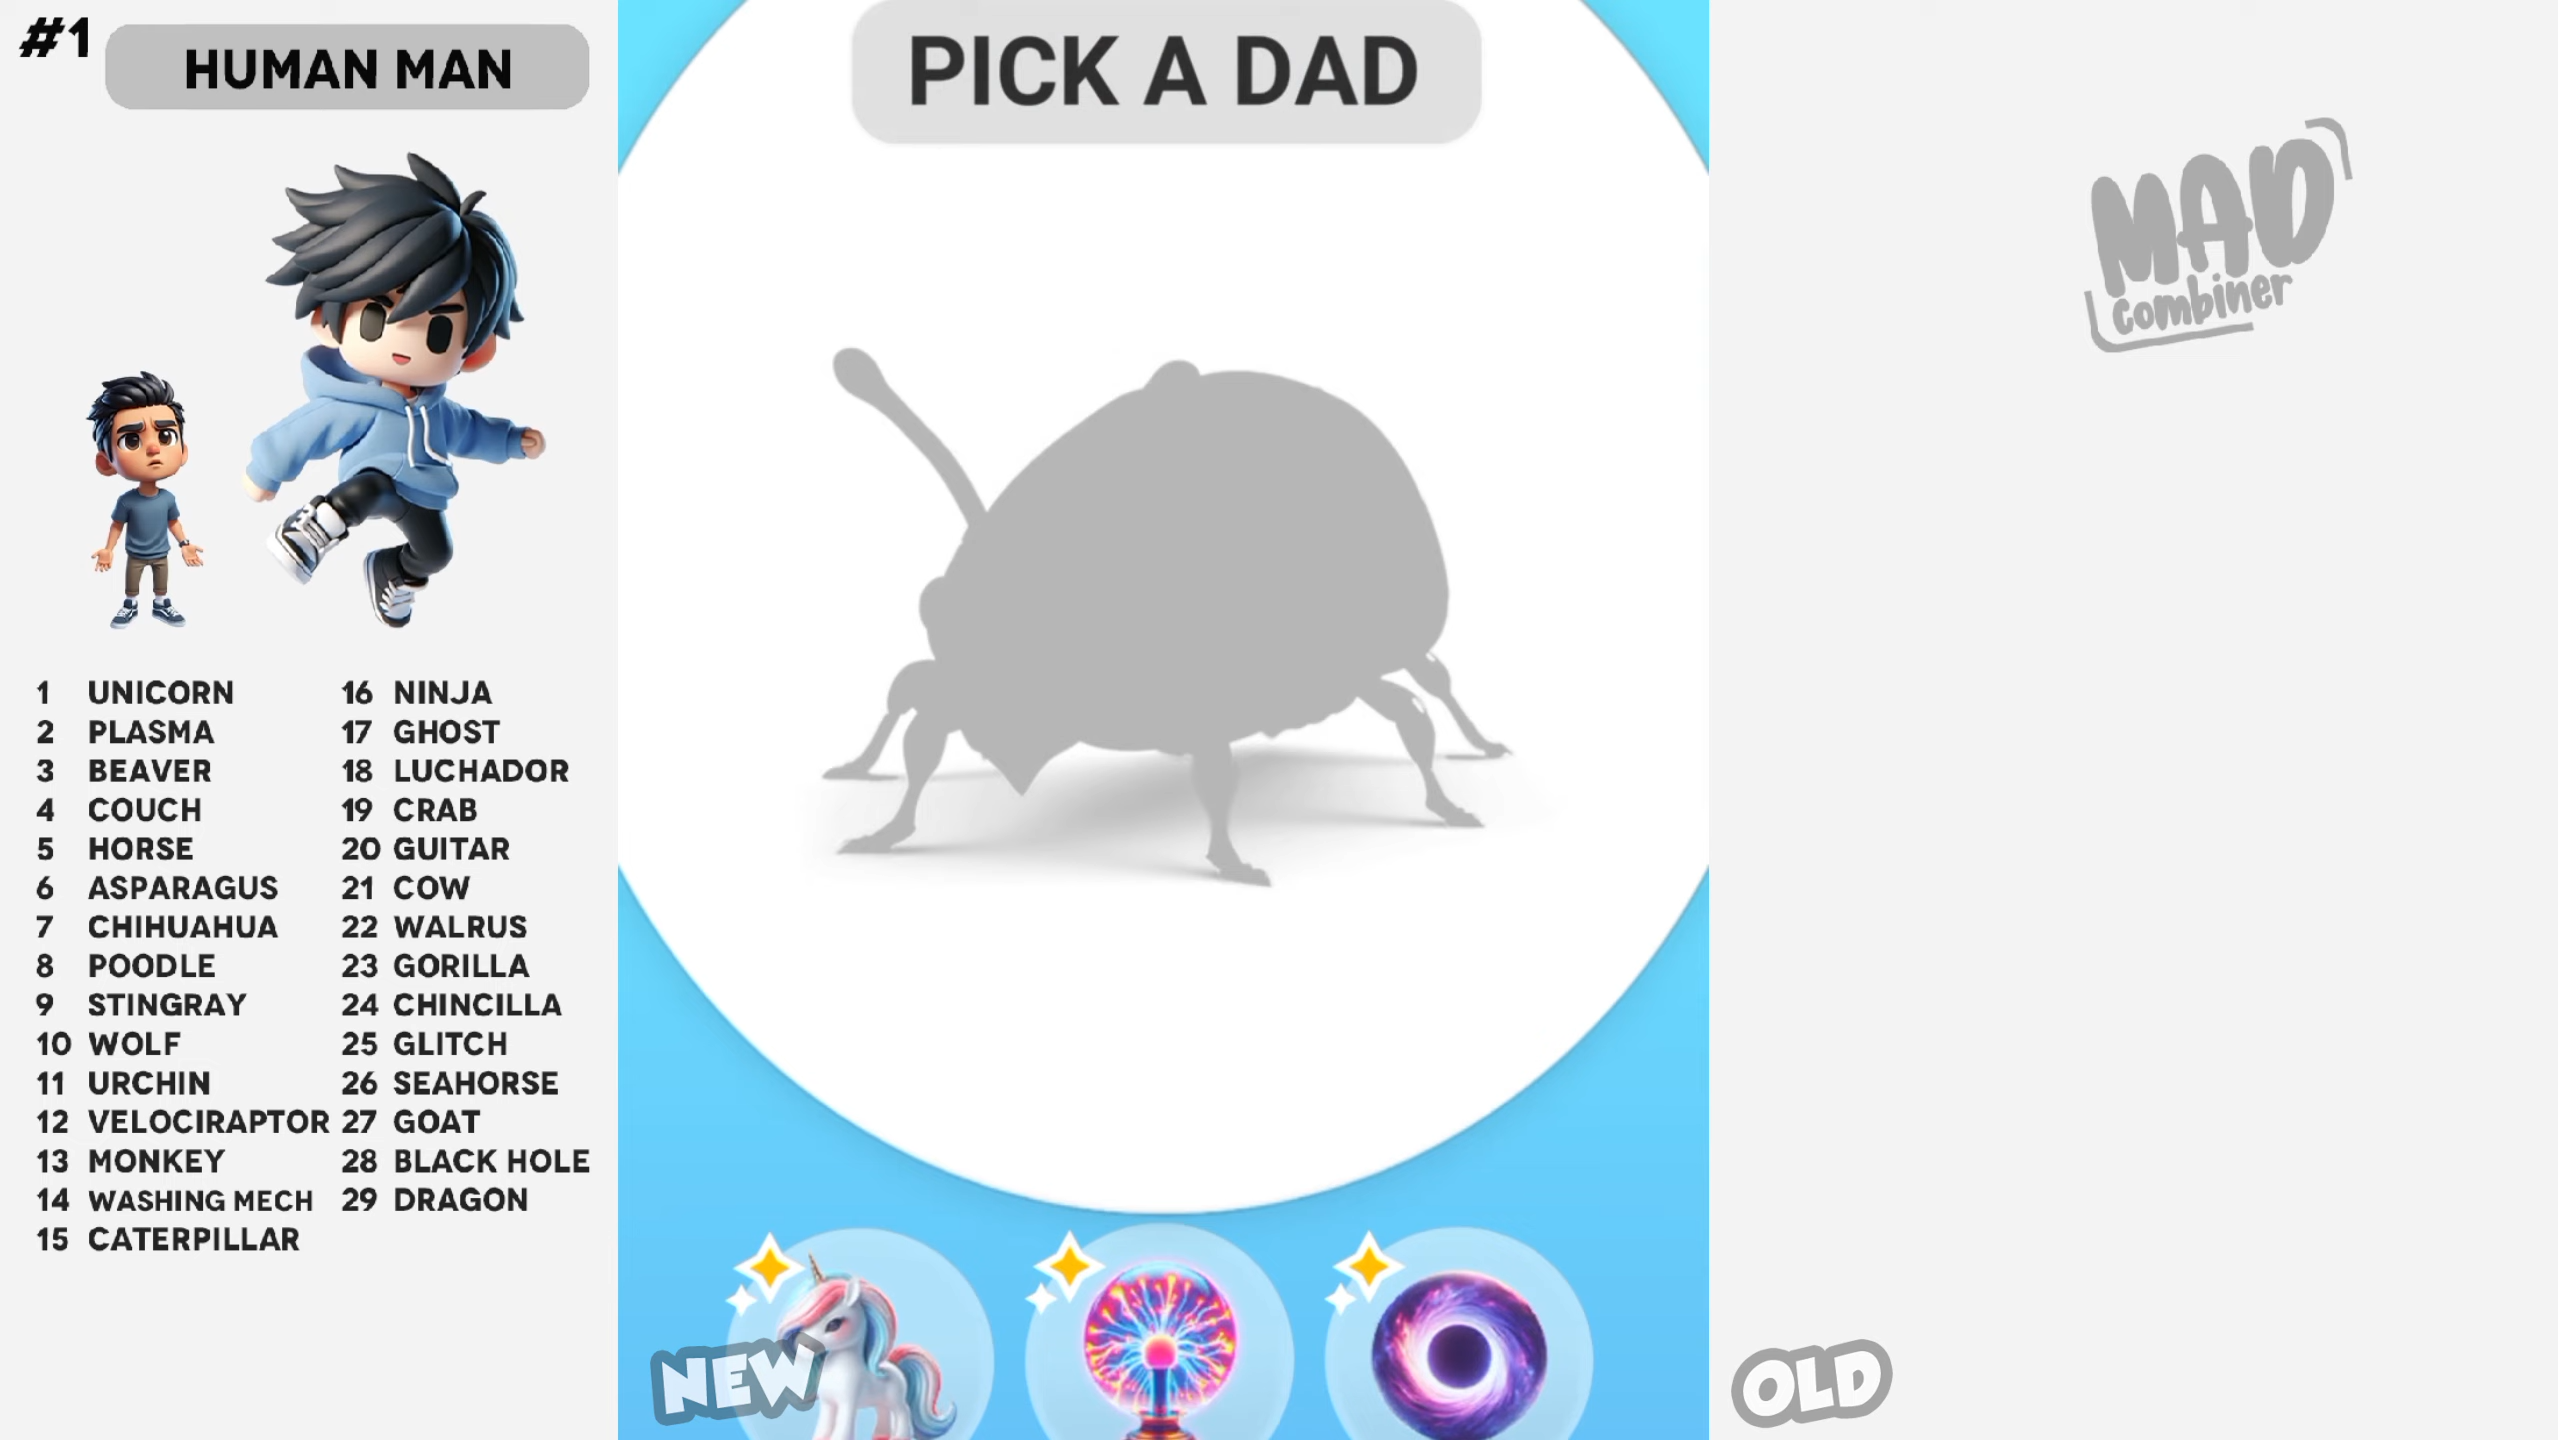 #1
HUMAN MAN
1 UNICORN
2 PLASMA
3 BEAVER
4 COUCH
5 HORSE
6 ASPARAGUS
7 CHIHUAHUA
8 POODLE
9 STINGRAY
10 WOLF
11 URCHIN
12 VELOCIRAPTOR
13 MONKEY
14 WASHING MECH
15 CATERPILLAR
16 NINJA
17 GHOST
18 LUCHADOR
19 CRAB
20 GUITAR
21 COW
22 WALRUS
23 GORILLA
24 CHINCILLA
25 GLITCH
26 SEAHORSE
27 GOAT
28 BLACK HOLE
29 DRAGON
PICK A DAD
NEW
MAD
combiner
OLD